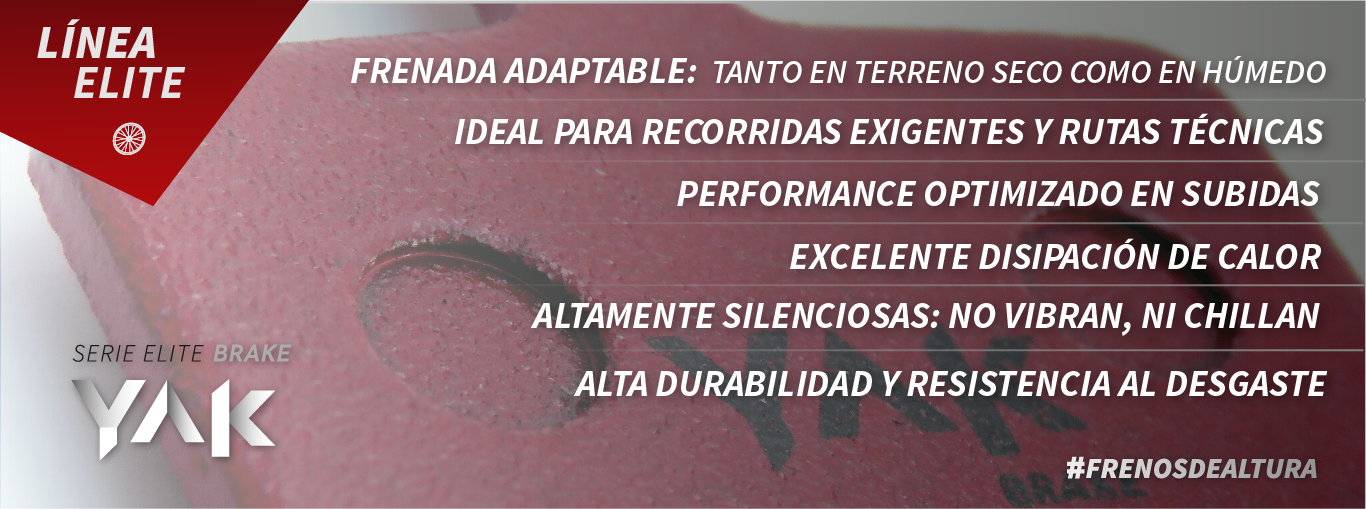 LÍNEA
ELITE
FRENADA ADAPTABLE: TANTO EN TERRENO SECO COMO EN HÚMEDO
IDEAL PARA RECORRIDAS EXIGENTES Y RUTAS TÉCNICAS
PERFORMANCE OPTIMIZADO EN SUBIDAS
EXCELENTE DISIPACIÓN DE CALOR
ALTAMENTE SILENCIOSAS: NO VIBRAN, NI CHILLAN
ALTA DURABILIDAD Y RESISTENCIA AL DESGASTE
SERIE ELITE BRAKE
YAK
YAK
BRAKE
#FRENOSDEALTURA